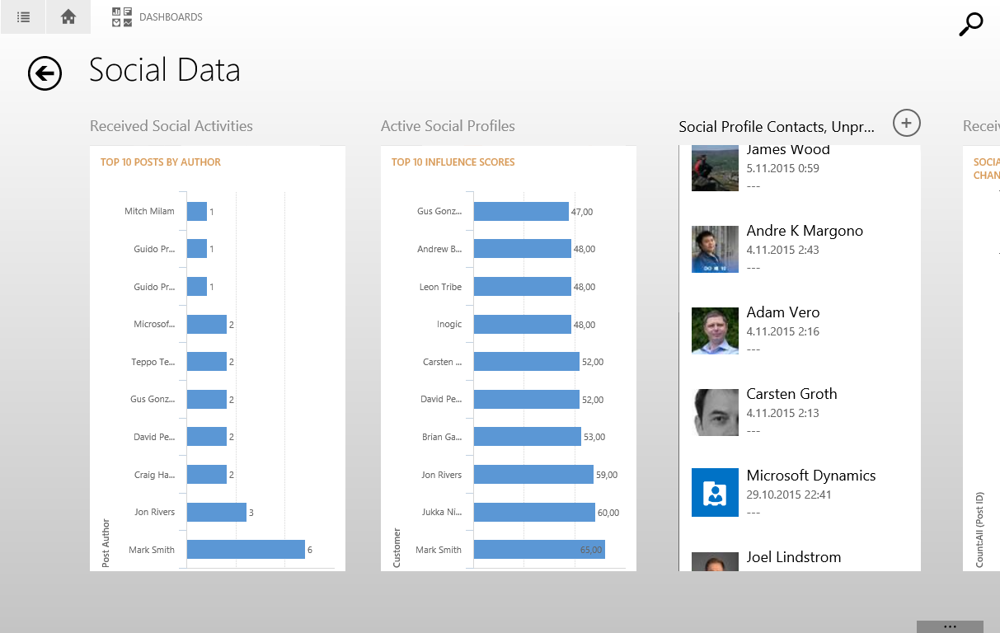 DASHBOARDS
Social Data
Received Social Activities
TOP 10 POSTS BY AUTHOR
Mitch Milam 1
Guido Pr... 1
Guido Pr... 1
Microsof... 2
Teppo Te... 2
Gus Gonz... 2
David Pe... 2
Craig Ha... 2
Jon Rivers 3
Mark Smith 6
Post Author
Active Social Profiles
TOP 10 INFLUENCE SCORES
Gus Gonz... 47,00
Andrew B... 48,00
Leon Tribe 48,00
Inogic 48,00
Carsten ... 52,00
David Pe... 52,00
Brian Ga... 53,00
Jon Rivers 59,00
Jukka Ni... 60,00
Mark Smith 65,00
Customer
Social Profile Contacts, Unpr...
James Wood
5.11.2015 0:59
---
Andre K Margono
4.11.2015 2:43
---
Adam Vero
4.11.2015 2:16
---
Carsten Groth
4.11.2015 2:13
---
Microsoft Dynamics
29.10.2015 22:41
---
Joel Lindstrom
Recei
SOCIA
CHAN
Count:All (Post ID)
...